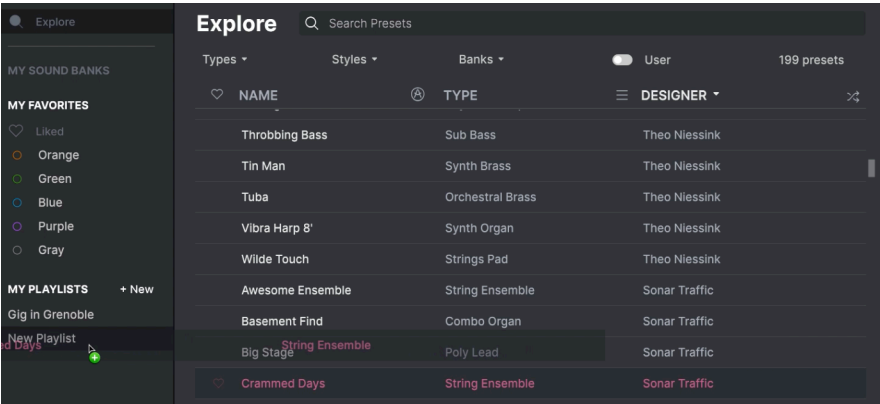 Explore
MY SOUND BANKS
MY FAVORITES
Liked
Orange
Green
Blue
Purple
Gray
MY PLAYLISTS + New
Gig in Grenoble
New Playlist
ed Days
Explore Search Presets
Types Styles Banks User 199 presets
NAME TYPE DESIGNER
Throbbing Bass Sub Bass Theo Niessink
Tin Man Synth Brass Theo Niessink
Tuba Orchestral Brass Theo Niessink
Vibra Harp 8' Synth Organ Theo Niessink
Wilde Touch Strings Pad Theo Niessink
Awesome Ensemble String Ensemble Sonar Traffic
Basement Find Combo Organ Sonar Traffic
String Ensemble
Big Stage Poly Lead Sonar Traffic
Crammed Days String Ensemble Sonar Traffic